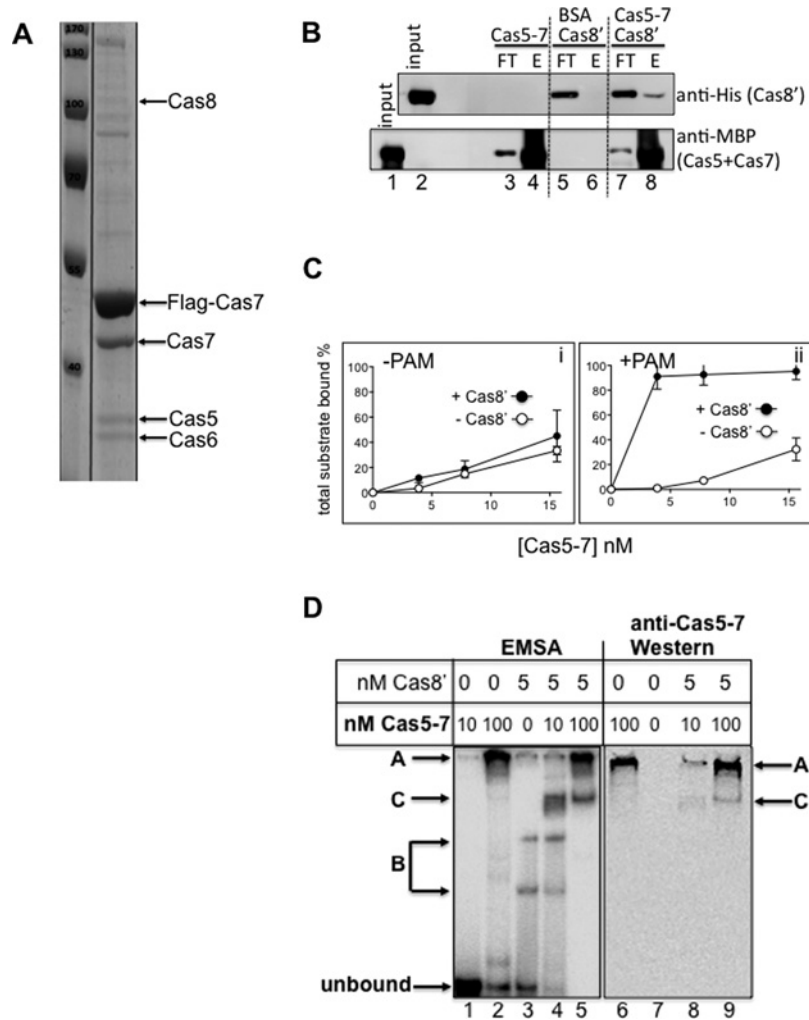 A
170
130
100
70
55
40
Cas8
Flag-Cas7
Cas7
Cas5
Cas6
B
input
input
Cas5-7
BSA
Cas8'
Cas5-7
Cas8'
FT E FT E FT E
anti-His (Cas8')
anti-MBP
(Cas5+Cas7)
1 2 3 4 5 6 7 8
C
total substrate bound %
-PAM i
100
80
60
40
20
0
+ Cas8'
- Cas8'
0 5 10 15
+PAM ii
100
80
60
40
20
0
+ Cas8'
- Cas8'
0 5 10 15
[Cas5-7] nM
D
EMSA
anti-Cas5-7
Western
nM Cas8' 0 0 5 5 5 0 0 5 5
nM Cas5-7 10 100 0 10 100 100 0 10 100
A
C
B
unbound
A
C
1 2 3 4 5 6 7 8 9